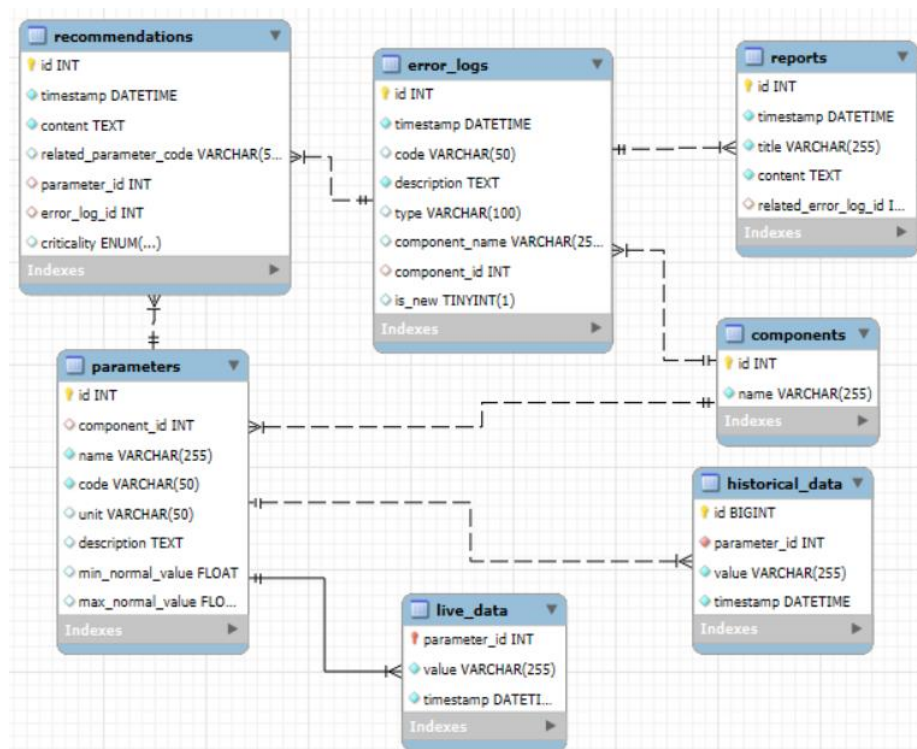 recommendations
id INT
timestamp DATETIME
content TEXT
related_parameter_code VARCHAR(5...
parameter_id INT
error_log_id INT
criticality ENUM(...)
Indexes
error_logs
id INT
timestamp DATETIME
code VARCHAR(50)
description TEXT
type VARCHAR(100)
component_name VARCHAR(25...
component_id INT
is_new TINYINT(1)
Indexes
reports
id INT
timestamp DATETIME
title VARCHAR(255)
content TEXT
related_error_log_id I...
Indexes
components
id INT
name VARCHAR(255)
Indexes
parameters
id INT
component_id INT
name VARCHAR(255)
code VARCHAR(50)
unit VARCHAR(50)
description TEXT
min_normal_value FLOAT
max_normal_value FLO...
Indexes
historical_data
id BIGINT
parameter_id INT
value VARCHAR(255)
timestamp DATETIME
Indexes
live_data
parameter_id INT
value VARCHAR(255)
timestamp DATETI...
Indexes